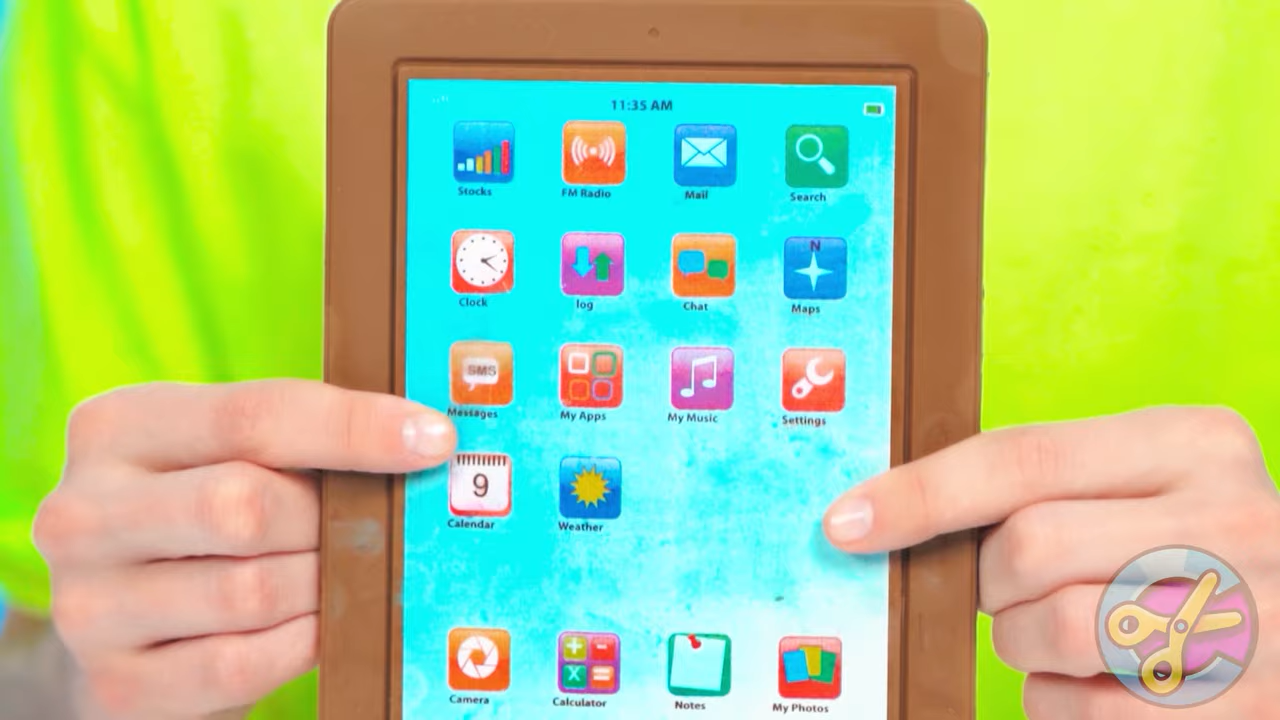 11:35 AM
Stocks FM Radio Mail Search
N
Clock log Chat Maps
SMS
Messages My Apps My Music Settings
9
Calendar Weather
+ - x =
Camera Calculator Notes My Photos